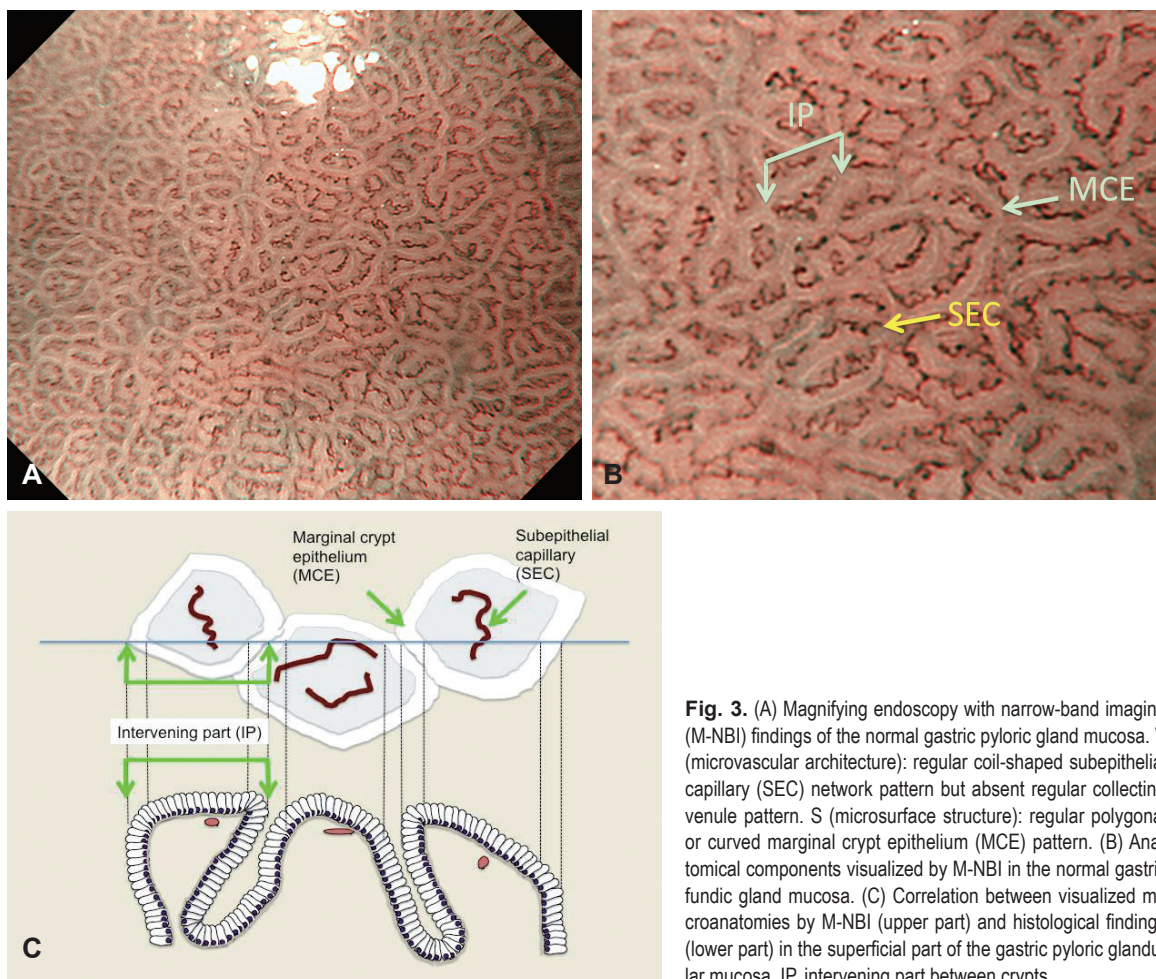 IP
MCE
SEC
A
B
Marginal crypt
epithelium
(MCE)
Subepithelial
capillary
(SEC)
Intervening part (IP)
C
Fig. 3. (A) Magnifying endoscopy with narrow-band imagin
(M-NBI) findings of the normal gastric pyloric gland mucosa.
(microvascular architecture): regular coil-shaped subepithelia
capillary (SEC) network pattern but absent regular collectin
venule pattern. S (microsurface structure): regular polygona
or curved marginal crypt epithelium (MCE) pattern. (B) Ana
tomical components visualized by M-NBI in the normal gastri
fundic gland mucosa. (C) Correlation between visualized m
croanatomies by M-NBI (upper part) and histological finding
(lower part) in the superficial part of the gastric pyloric glandu
lar mucosa. IP, intervening part between crypts.